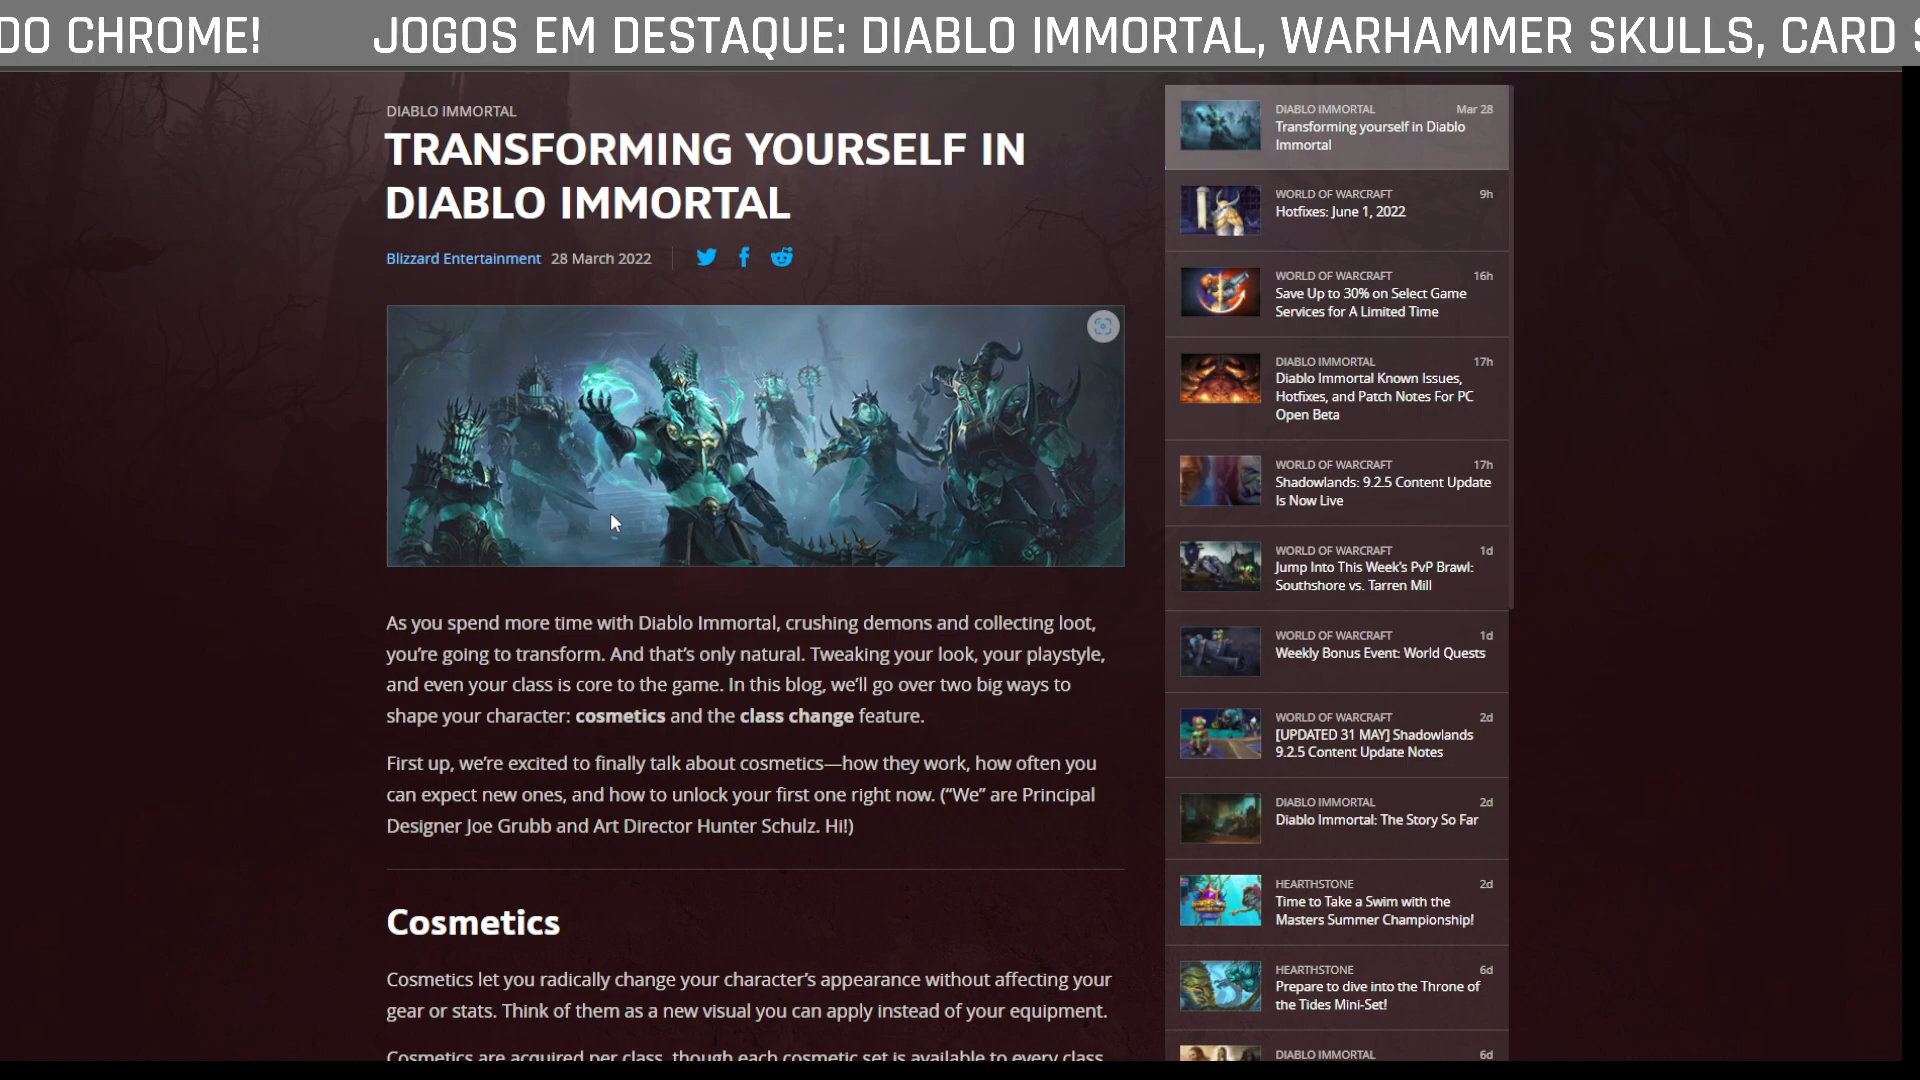 DO CHROME!
JOGOS EM DESTAQUE: DIABLO IMMORTAL, WARHAMMER SKULLS, CARD
DIABLO IMMORTAL
TRANSFORMING YOURSELF IN
DIABLO IMMORTAL
Blizzard Entertainment 28 March 2022
As you spend more time with Diablo Immortal, crushing demons and collecting loot,
you’re going to transform. And that’s only natural. Tweaking your look, your playstyle,
and even your class is core to the game. In this blog, we’ll go over two big ways to
shape your character: cosmetics and the class change feature.
First up, we’re excited to finally talk about cosmetics—how they work, how often you
can expect new ones, and how to unlock your first one right now. (“We” are Principal
Designer Joe Grubb and Art Director Hunter Schulz. Hi!)
Cosmetics
Cosmetics let you radically change your character’s appearance without affecting your
gear or stats. Think of them as a new visual you can apply instead of your equipment.
Cosmetics are acquired per class, though each cosmetic set is available to every class
DIABLO IMMORTAL Mar 28
Transforming yourself in Diablo
Immortal
WORLD OF WARCRAFT 9h
Hotfixes: June 1, 2022
WORLD OF WARCRAFT 16h
Save Up to 30% on Select Game
Services for A Limited Time
DIABLO IMMORTAL 17h
Diablo Immortal Known Issues,
Hotfixes, and Patch Notes For PC
Open Beta
WORLD OF WARCRAFT 17h
Shadowlands: 9.2.5 Content Update
Is Now Live
WORLD OF WARCRAFT 1d
Jump Into This Week's PvP Brawl:
Southshore vs. Tarren Mill
WORLD OF WARCRAFT 1d
Weekly Bonus Event: World Quests
WORLD OF WARCRAFT 2d
[UPDATED 31 MAY] Shadowlands
9.2.5 Content Update Notes
DIABLO IMMORTAL 2d
Diablo Immortal: The Story So Far
HEARTHSTONE 2d
Time to Take a Swim with the
Masters Summer Championship!
HEARTHSTONE 6d
Prepare to dive into the Throne of
the Tides Mini-Set!
DIABLO IMMORTAL 6d